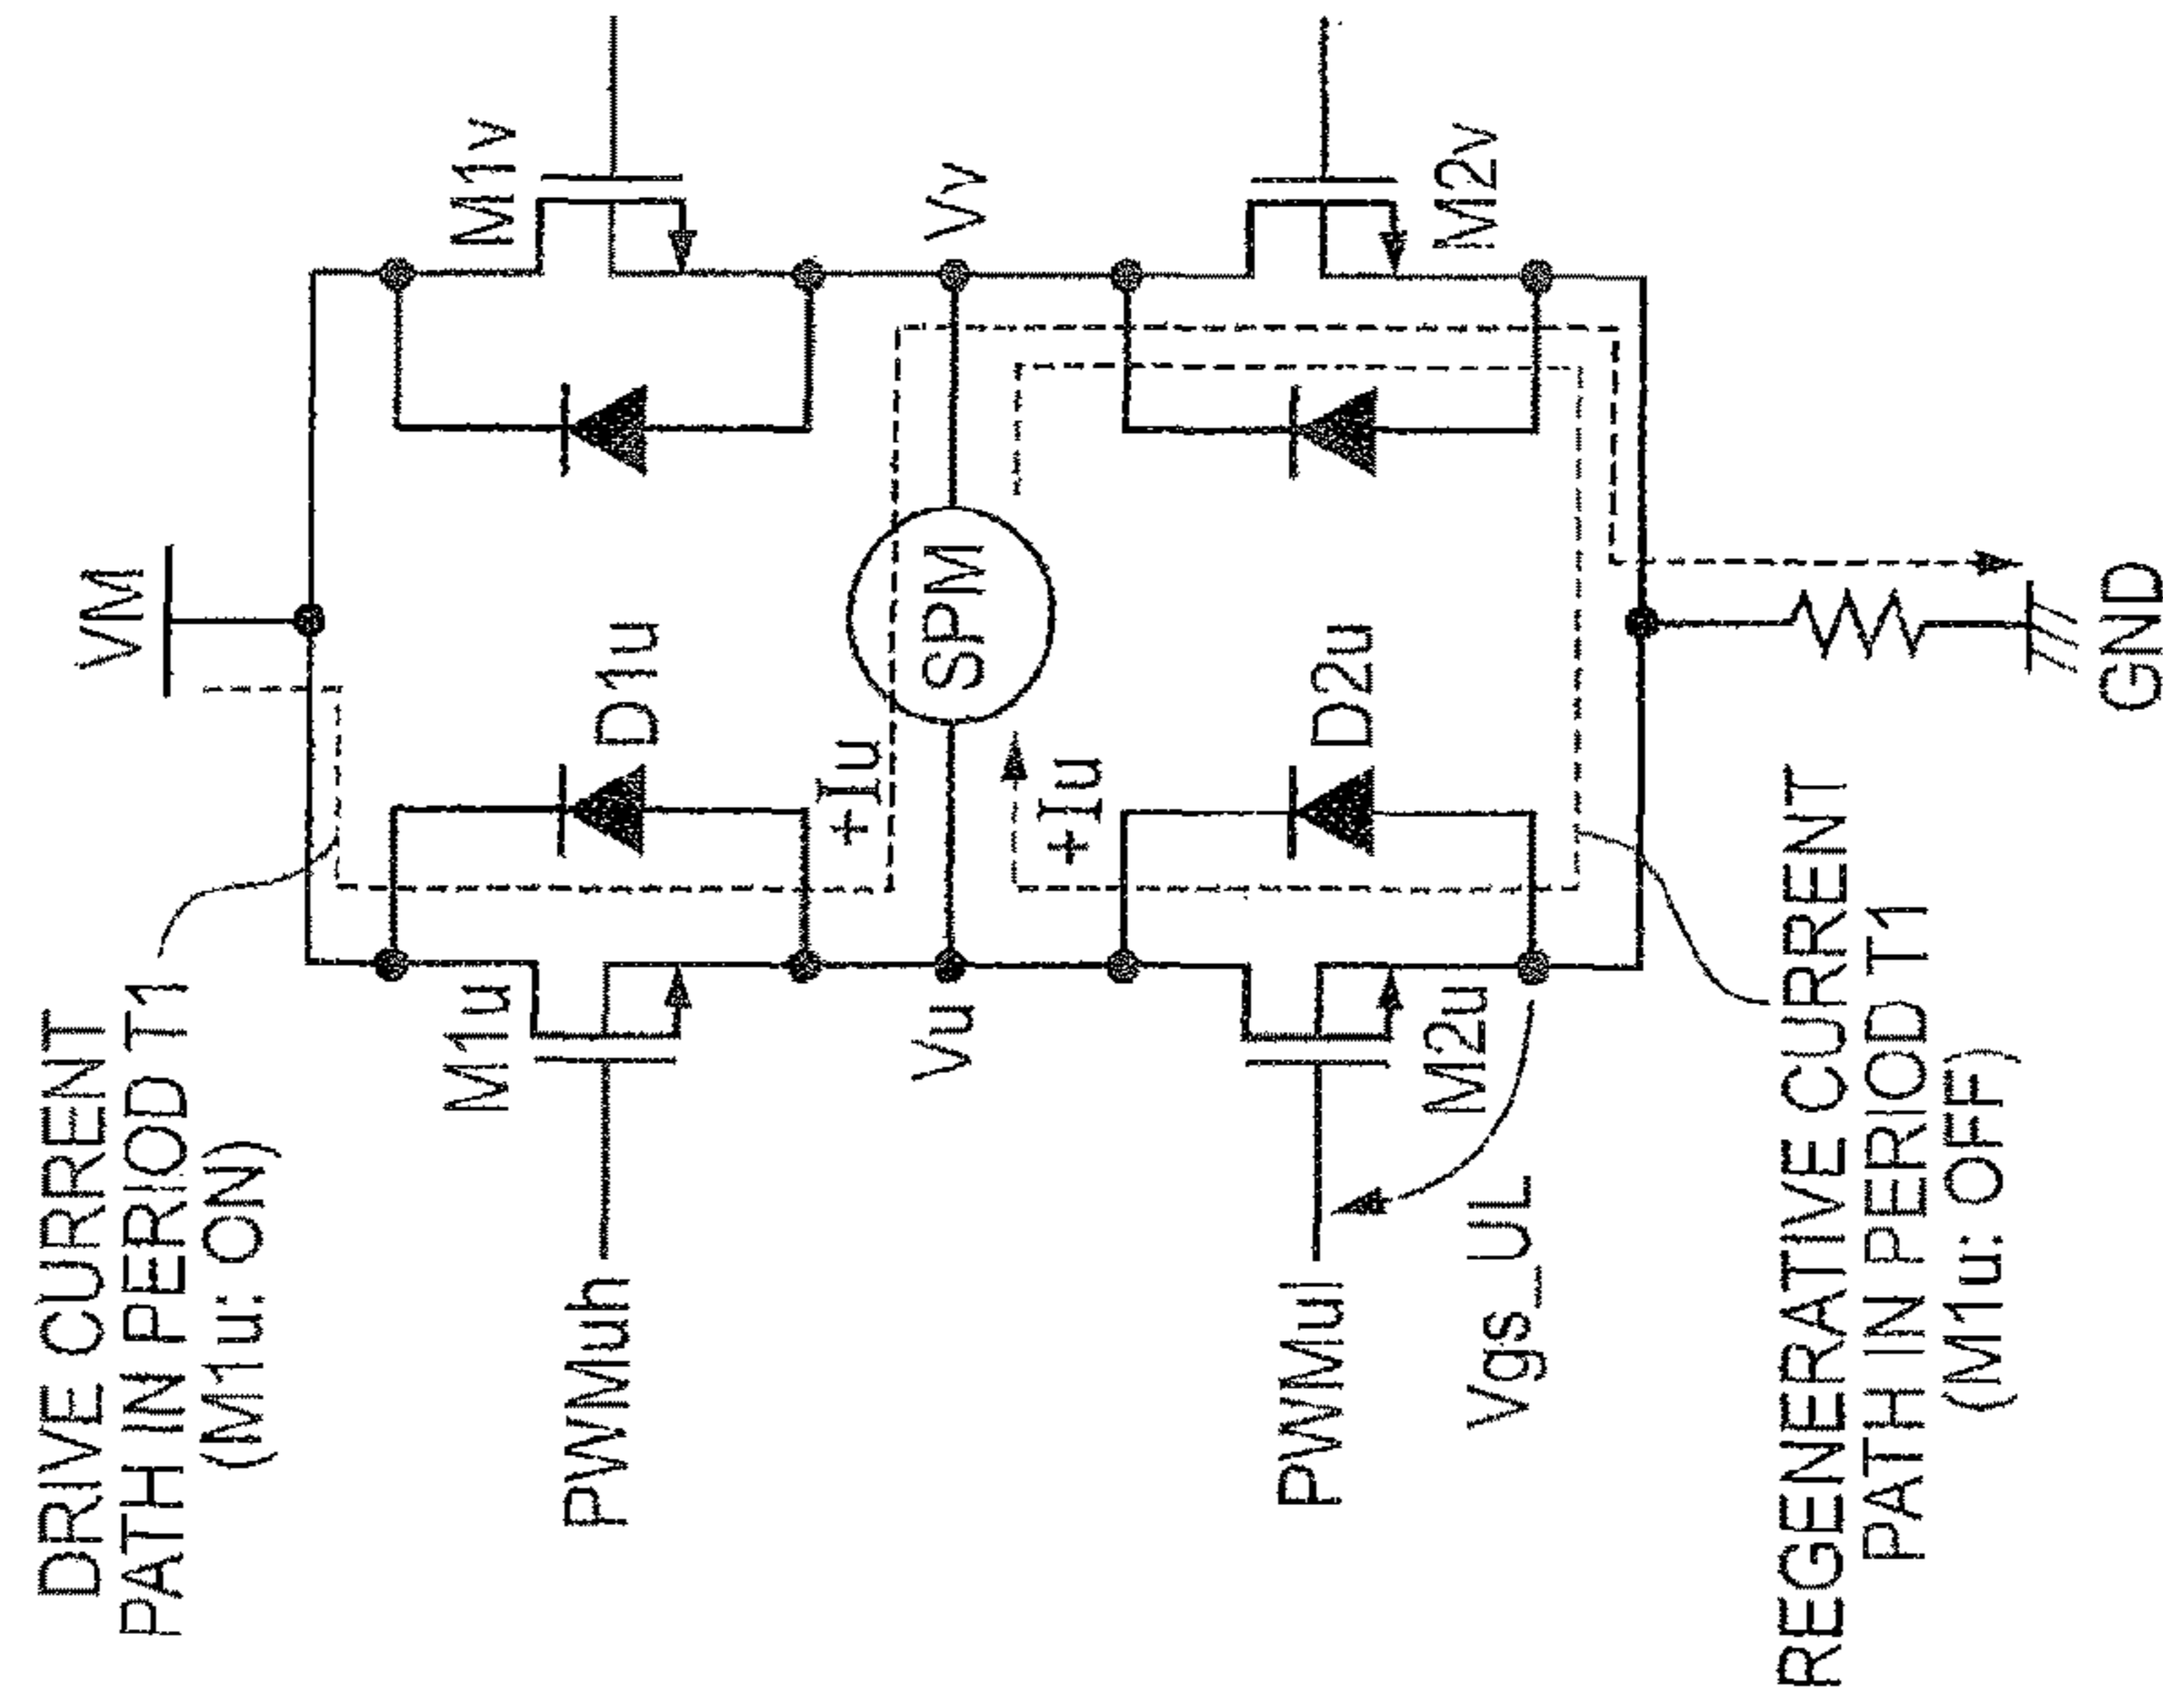 DRIVE CURRENT
PATH IN PERIOD T1
(M1u: ON)
VM
M1u
D1u
M1v
PWMuh
+Iu
Vu
SPM
Vv
+Iu
PWMul
M2u
D2u
M2v
Vgs_UL
REGENERATIVE CURRENT
PATH IN PERIOD T1
(M1u: OFF)
GND